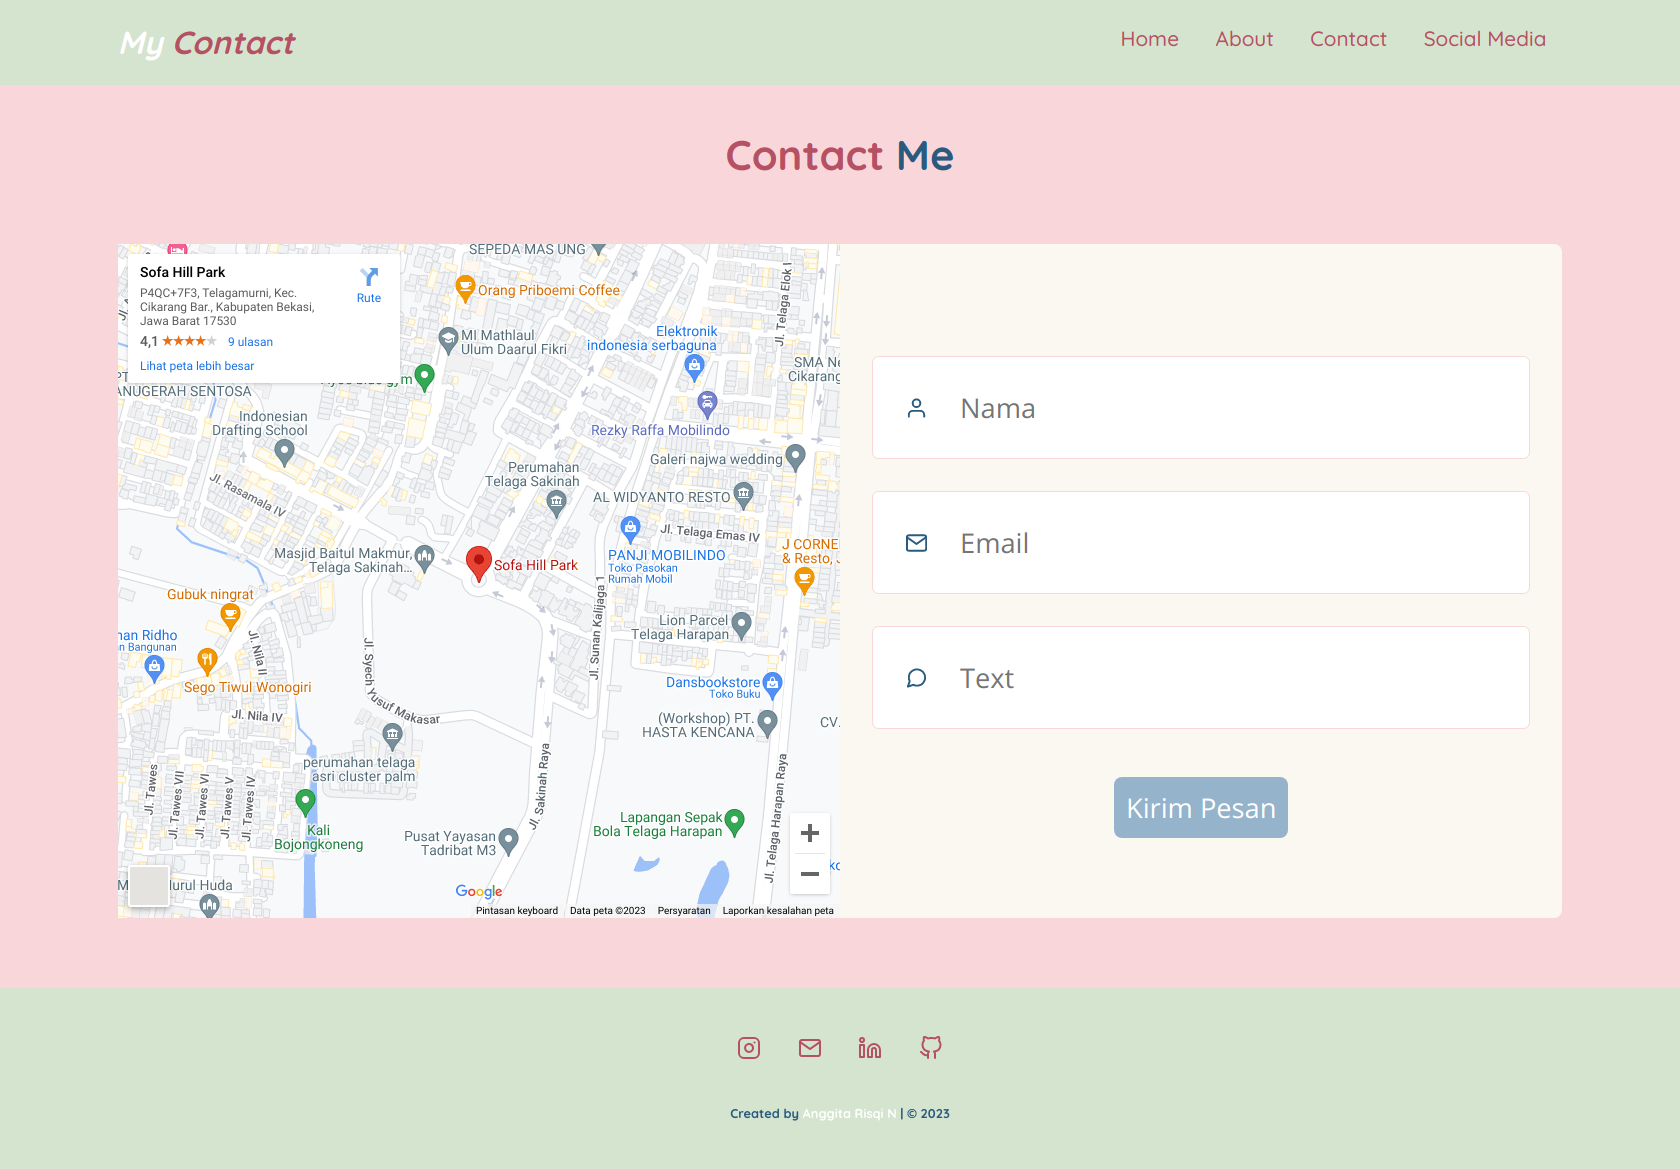 My Contact
Home About Contact Social Media
Contact Me
Sofa Hill Park
P4QC+7F3, Telagamurni, Kec.
Cikarang Bar., Kabupaten Bekasi,
Jawa Barat 17530
4,1 9 ulasan
Lihat peta lebih besar
Rute
SEPEDA MAS UNG
Orang Priboemi Coffee
MI Mathlaul
Ulum Daarul Fikri
Elektronik
indonesia serbaguna
Jl. Telaga Elok I
SMA Ne
Cikarang
gym
ANUGERAH SENTOSA
Indonesian
Drafting School
Rezky Raffa Mobilindo
Galeri najwa wedding
Perumahan
Telaga Sakinah
AL WIDYANTO RESTO
Jl. Rasamala IV
Jl. Telaga Emas IV
Masjid Baitul Makmur,
Telaga Sakinah...
Sofa Hill Park
PANJI MOBILINDO
Toko Pasokan
Rumah Mobil
J CORNE
& Resto, J
Gubuk ningrat
Jl. Sunan Kalijaga 1
Lion Parcel
Telaga Harapan
nan Ridho
n Bangunan
Jl. Nila II
Sego Tiwul Wonogiri
Jl. Syech Yusuf Makasar
Dansbookstore
Toko Buku
Jl. Nila IV
(Workshop) PT.
HASTA KENCANA
CV.
perumahan telaga
asri cluster palm
Jl. Tawes
Jl. Tawes VII
Jl. Tawes VI
Jl. Tawes V
Jl. Tawes IV
Jl. Sakinah Raya
Jl. Telaga Harapan Raya
Kali
Bojongkoneng
Pusat Yayasan
Tadribat M3
Lapangan Sepak
Bola Telaga Harapan
+
−
M
urul Huda
Google
Pintasan keyboard Data peta ©2023 Persyaratan Laporkan kesalahan peta
Nama
Email
Text
Kirim Pesan
Created by Anggita Risqi N | © 2023